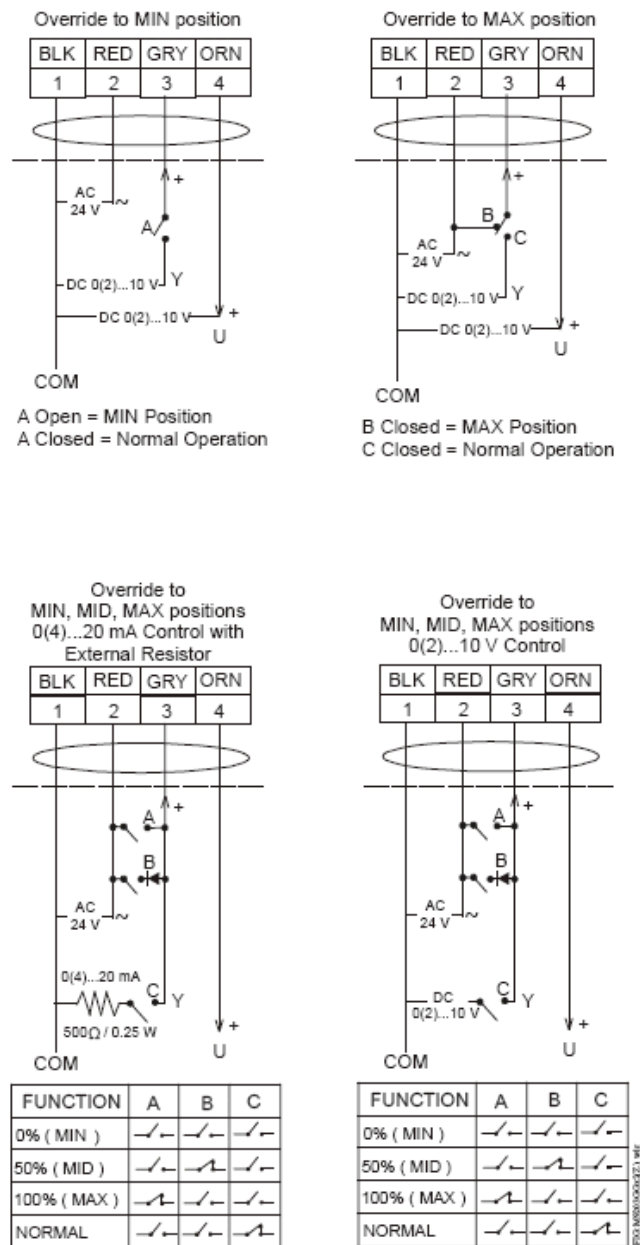 Override to MIN position
BLK RED GRY ORN
1 2 3 4
+
AC
24 V ~
A
DC 0(2)...10 V Y
DC 0(2)...10 V +
U
COM
A Open = MIN Position
A Closed = Normal Operation
Override to MAX position
BLK RED GRY ORN
1 2 3 4
+
B
C
AC
24 V ~
DC 0(2)...10 V Y
DC 0(2)...10 V +
U
COM
B Closed = MAX Position
C Closed = Normal Operation
Override to
MIN, MID, MAX positions
0(4)...20 mA Control with
External Resistor
BLK RED GRY ORN
1 2 3 4
+
A
B
AC
24 V ~
0(4)...20 mA
C Y
500Ω / 0.25 W
+
U
COM
FUNCTION A B C
0% ( MIN )
50% ( MID )
100% ( MAX )
NORMAL
Override to
MIN, MID, MAX positions
0(2)...10 V Control
BLK RED GRY ORN
1 2 3 4
+
A
B
AC
24 V ~
DC
0(2)...10 V
C Y
+
U
COM
FUNCTION A B C
0% ( MIN )
50% ( MID )
100% ( MAX )
NORMAL